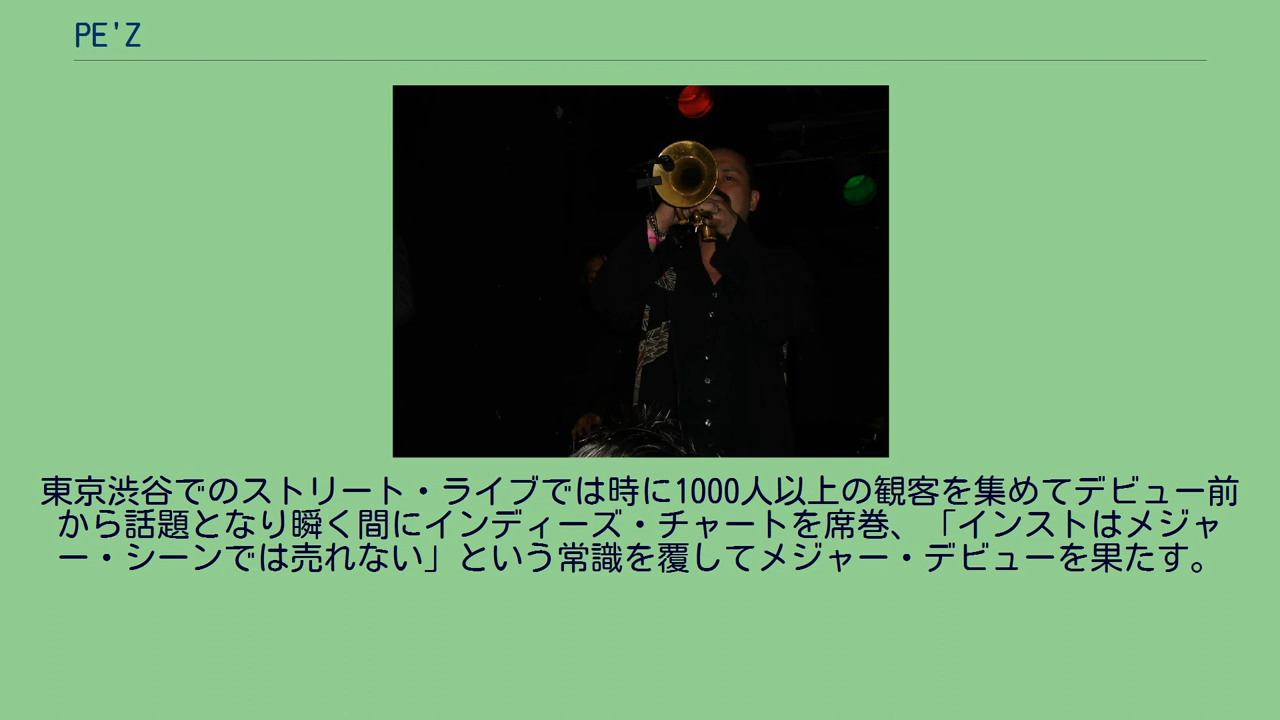 PE'Z
東京渋谷でのストリート・ライブでは時に1000人以上の観客を集めてデビュー前
から話題となり瞬く間にインディーズ・チャートを席巻、「インストはメジャ
ー・シーンでは売れない」という常識を覆してメジャー・デビューを果たす。